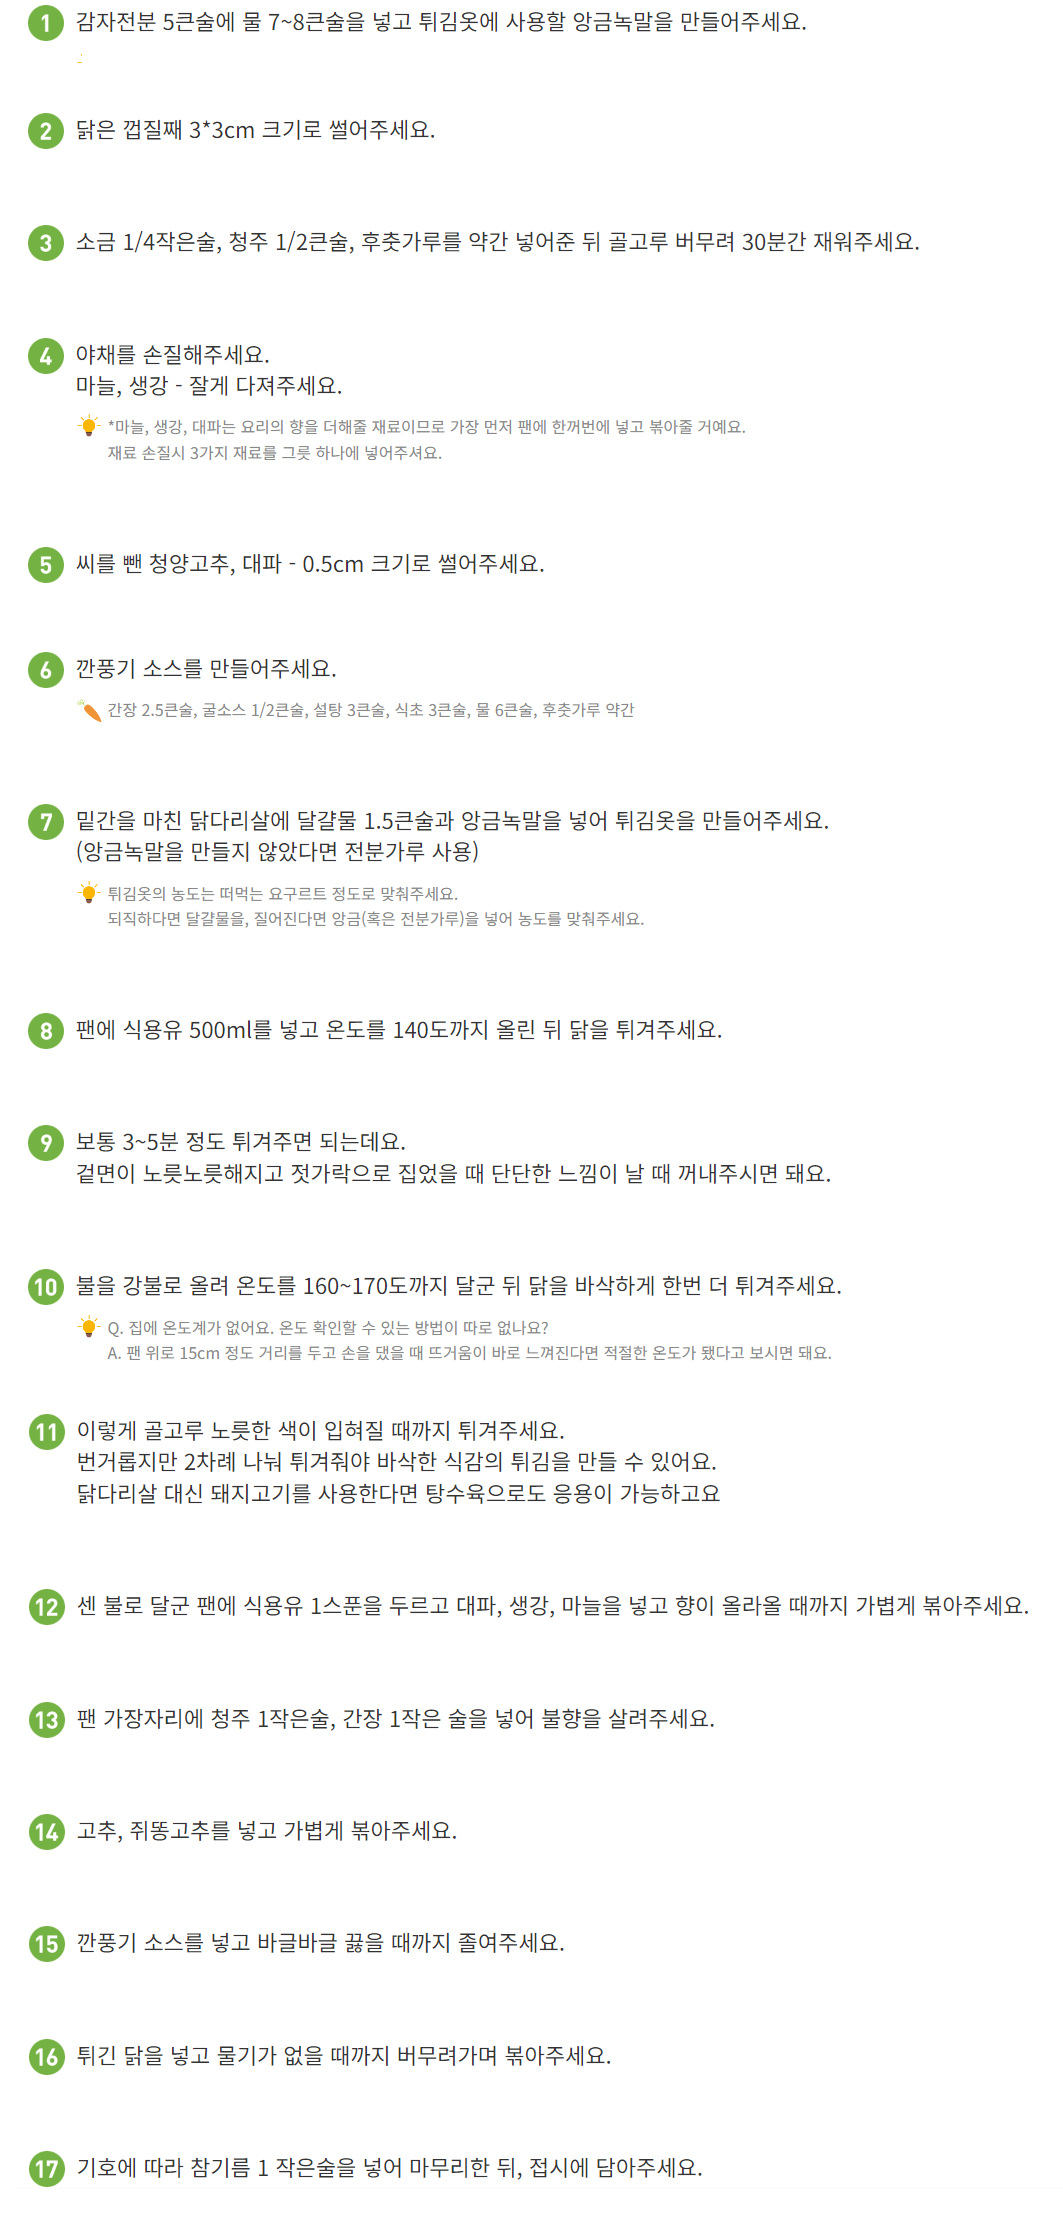 1 감자전분 5큰술에 물 7~8큰술을 넣고 튀김옷에 사용할 앙금녹말을 만들어주세요.
2 닭은 껍질째 3*3cm 크기로 썰어주세요.
3 소금 1/4작은술, 청주 1/2큰술, 후춧가루를 약간 넣어준 뒤 골고루 버무려 30분간 재워주세요.
4 야채를 손질해주세요.
마늘, 생강 - 잘게 다져주세요.
*마늘, 생강, 대파는 요리의 향을 더해줄 재료이므로 가장 먼저 팬에 한꺼번에 넣고 볶아줄 거예요.
재료 손질시 3가지 재료를 그릇 하나에 넣어주셔요.
5 씨를 뺀 청양고추, 대파 - 0.5cm 크기로 썰어주세요.
6 깐풍기 소스를 만들어주세요.
간장 2.5큰술, 굴소스 1/2큰술, 설탕 3큰술, 식초 3큰술, 물 6큰술, 후춧가루 약간
7 밑간을 마친 닭다리살에 달걀물 1.5큰술과 앙금녹말을 넣어 튀김옷을 만들어주세요.
(앙금녹말을 만들지 않았다면 전분가루 사용)
튀김옷의 농도는 떠먹는 요구르트 정도로 맞춰주세요.
되직하다면 달걀물을, 질어진다면 앙금(혹은 전분가루)을 넣어 농도를 맞춰주세요.
8 팬에 식용유 500ml를 넣고 온도를 140도까지 올린 뒤 닭을 튀겨주세요.
9 보통 3~5분 정도 튀겨주면 되는데요.
겉면이 노릇노릇해지고 젓가락으로 집었을 때 단단한 느낌이 날 때 꺼내주시면 돼요.
10 불을 강불로 올려 온도를 160~170도까지 달군 뒤 닭을 바삭하게 한번 더 튀겨주세요.
Q. 집에 온도계가 없어요. 온도 확인할 수 있는 방법이 따로 없나요?
A. 팬 위로 15cm 정도 거리를 두고 손을 댔을 때 뜨거움이 바로 느껴진다면 적절한 온도가 됐다고 보시면 돼요.
11 이렇게 골고루 노릇한 색이 입혀질 때까지 튀겨주세요.
번거롭지만 2차례 나눠 튀겨줘야 바삭한 식감의 튀김을 만들 수 있어요.
닭다리살 대신 돼지고기를 사용한다면 탕수육으로도 응용이 가능하고요
12 센 불로 달군 팬에 식용유 1스푼을 두르고 대파, 생강, 마늘을 넣고 향이 올라올 때까지 가볍게 볶아주세요.
13 팬 가장자리에 청주 1작은술, 간장 1작은 술을 넣어 불향을 살려주세요.
14 고추, 쥐똥고추를 넣고 가볍게 볶아주세요.
15 깐풍기 소스를 넣고 바글바글 끓을 때까지 졸여주세요.
16 튀긴 닭을 넣고 물기가 없을 때까지 버무려가며 볶아주세요.
17 기호에 따라 참기름 1 작은술을 넣어 마무리한 뒤, 접시에 담아주세요.